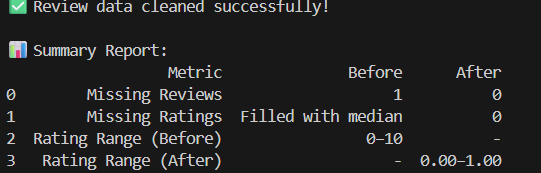 ✅ Review data cleaned successfully!
📊 Summary Report:
Metric Before After
0 Missing Reviews 1 0
1 Missing Ratings Filled with median 0
2 Rating Range (Before) 0–10 -
3 Rating Range (After) - 0.00–1.00